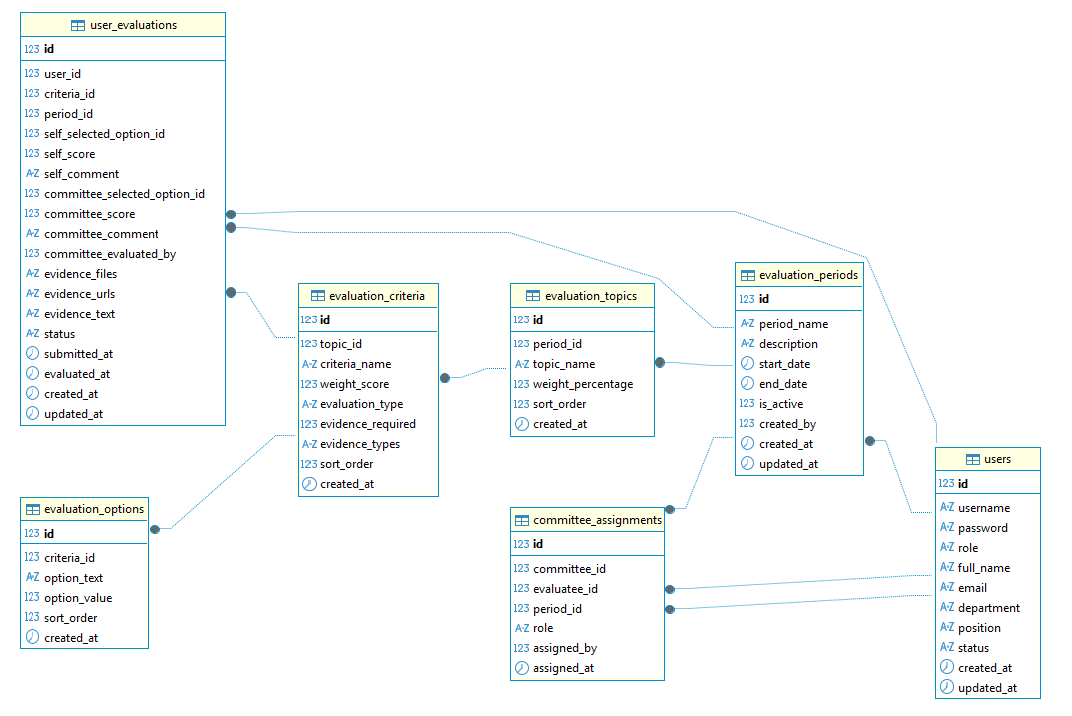 user_evaluations
123 id
123 user_id
123 criteria_id
123 period_id
123 self_selected_option_id
123 self_score
A-Z self_comment
123 committee_selected_option_id
123 committee_score
A-Z committee_comment
123 committee_evaluated_by
A-Z evidence_files
A-Z evidence_urls
A-Z evidence_text
A-Z status
submitted_at
evaluated_at
created_at
updated_at
evaluation_criteria
123 id
123 topic_id
A-Z criteria_name
123 weight_score
A-Z evaluation_type
123 evidence_required
A-Z evidence_types
123 sort_order
created_at
evaluation_topics
123 id
123 period_id
A-Z topic_name
123 weight_percentage
123 sort_order
created_at
evaluation_periods
123 id
A-Z period_name
A-Z description
start_date
end_date
123 is_active
123 created_by
created_at
updated_at
users
123 id
A-Z username
A-Z password
A-Z role
A-Z full_name
A-Z email
A-Z department
A-Z position
A-Z status
created_at
updated_at
evaluation_options
123 id
123 criteria_id
A-Z option_text
123 option_value
123 sort_order
created_at
committee_assignments
123 id
123 committee_id
123 evaluatee_id
123 period_id
A-Z role
123 assigned_by
assigned_at